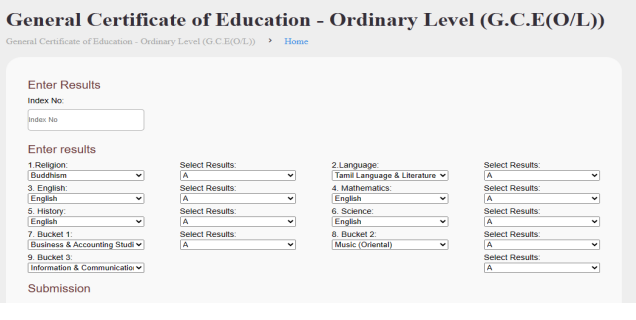 General Certificate of Education - Ordinary Level (G.C.E(O/L))
General Certificate of Education - Ordinary Level (G.C.E(O/L)) > Home
Enter Results
Index No:
Index No
Enter results
1.Religion: Select Results: 2.Language: Select Results:
Buddhism A Tamil Language & Literature A
3. English: Select Results: 4. Mathematics: Select Results:
English A English A
5. History: Select Results: 6. Science: Select Results:
English A English A
7. Bucket 1: Select Results: 8. Bucket 2: Select Results:
Business & Accounting Studi A Music (Oriental) A
9. Bucket 3: Select Results:
Information & Communication A
Submission